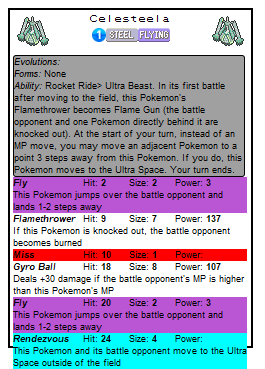 Celesteela
1 STEEL FLYING
Evolutions:
Forms: None
Ability: Rocket Ride> Ultra Beast. In its first battle
after moving to the field, this Pokemon's
Flamethrower becomes Flame Gun (the battle
opponent and one Pokemon directly behind it are
knocked out). At the start of your turn, instead of an
MP move, you may move an adjacent Pokemon to a
point 3 steps away from this Pokemon. If you do, this
Pokemon moves to the Ultra Space. Your turn ends.
Fly Hit: 2 Size: 2 Power: 3
This Pokemon jumps over the battle opponent and
lands 1-2 steps away
Flamethrower Hit: 9 Size: 7 Power: 137
If this Pokemon is knocked out, the battle opponent
becomes burned
Miss Hit: 10 Size: 1 Power:
Gyro Ball Hit: 18 Size: 8 Power: 107
Deals +30 damage if the battle opponent's MP is higher
than this Pokemon's MP
Fly Hit: 20 Size: 2 Power: 3
This Pokemon jumps over the battle opponent and
lands 1-2 steps away
Rendezvous Hit: 24 Size: 4 Power:
This Pokemon and its battle opponent move to the Ultra
Space outside of the field